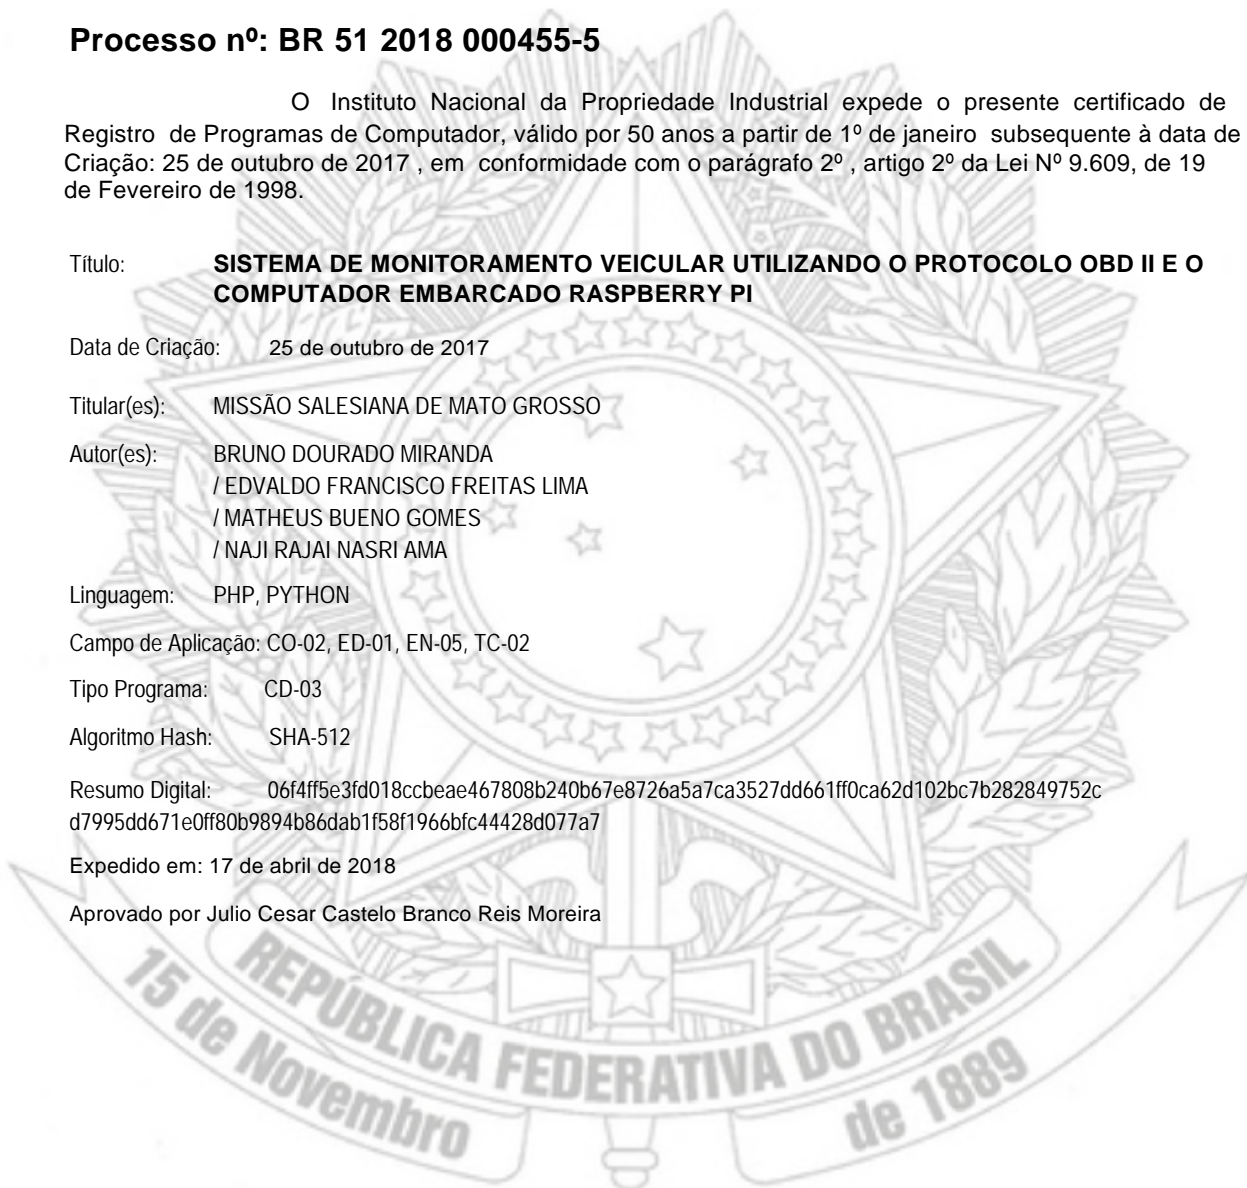 Processo nº: BR 51 2018 000455-5
O Instituto Nacional da Propriedade Industrial expede o presente certificado de
Registro de Programas de Computador, válido por 50 anos a partir de 1º de janeiro subsequente à data de
Criação: 25 de outubro de 2017 , em conformidade com o parágrafo 2º , artigo 2º da Lei Nº 9.609, de 19
de Fevereiro de 1998.
Título: SISTEMA DE MONITORAMENTO VEICULAR UTILIZANDO O PROTOCOLO OBD II E O
COMPUTADOR EMBARCADO RASPBERRY PI
Data de Criação: 25 de outubro de 2017
Titular(es): MISSÃO SALESIANA DE MATO GROSSO
Autor(es): BRUNO DOURADO MIRANDA
/ EDVALDO FRANCISCO FREITAS LIMA
/ MATHEUS BUENO GOMES
/ NAJI RAJAI NASRI AMA
Linguagem: PHP, PYTHON
Campo de Aplicação: CO-02, ED-01, EN-05, TC-02
Tipo Programa: CD-03
Algoritmo Hash: SHA-512
Resumo Digital: 06f4ff5e3fd018ccbeae467808b240b67e8726a5a7ca3527dd661ff0ca62d102bc7b282849752c
d7995dd671e0ff80b9894b86dab1f58f1966bfc44428d077a7
Expedido em: 17 de abril de 2018
Aprovado por Julio Cesar Castelo Branco Reis Moreira
REPÚBLICA FEDERATIVA DO BRASIL
15 de Novembro de 1889